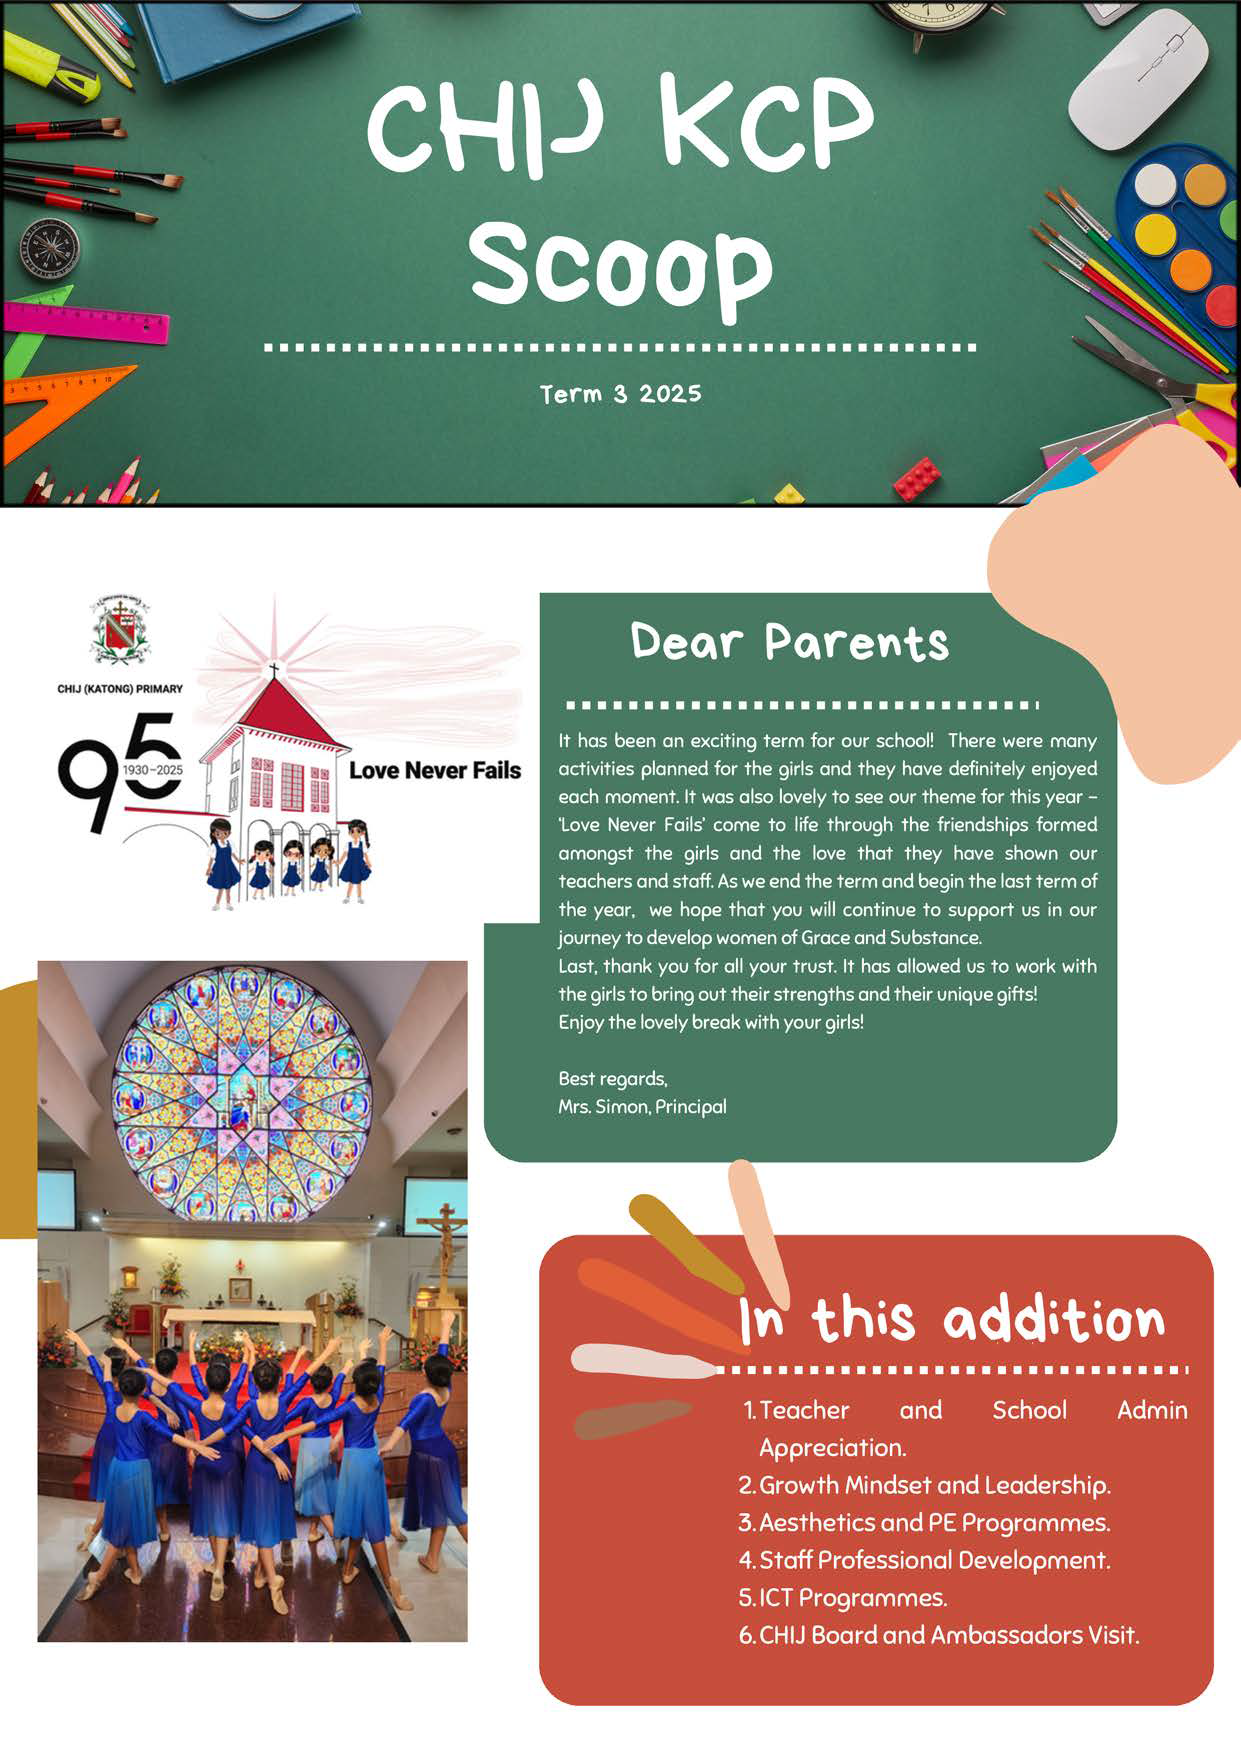 CHIJ KCP
Scoop
Term 3 2025
CHIJ (KATONG) PRIMARY
95
1930–2025
Love Never Fails
Dear Parents
It has been an exciting term for our school! There were many
activities planned for the girls and they have definitely enjoyed
each moment. It was also lovely to see our theme for this year –
‘Love Never Fails’ come to life through the friendships formed
amongst the girls and the love that they have shown our
teachers and staff. As we end the term and begin the last term of
the year, we hope that you will continue to support us in our
journey to develop women of Grace and Substance.
Last, thank you for all your trust. It has allowed us to work with
the girls to bring out their strengths and their unique gifts!
Enjoy the lovely break with your girls!
Best regards,
Mrs. Simon, Principal
In this addition
1. Teacher and School Admin
Appreciation.
2. Growth Mindset and Leadership.
3. Aesthetics and PE Programmes.
4. Staff Professional Development.
5. ICT Programmes.
6. CHIJ Board and Ambassadors Visit.